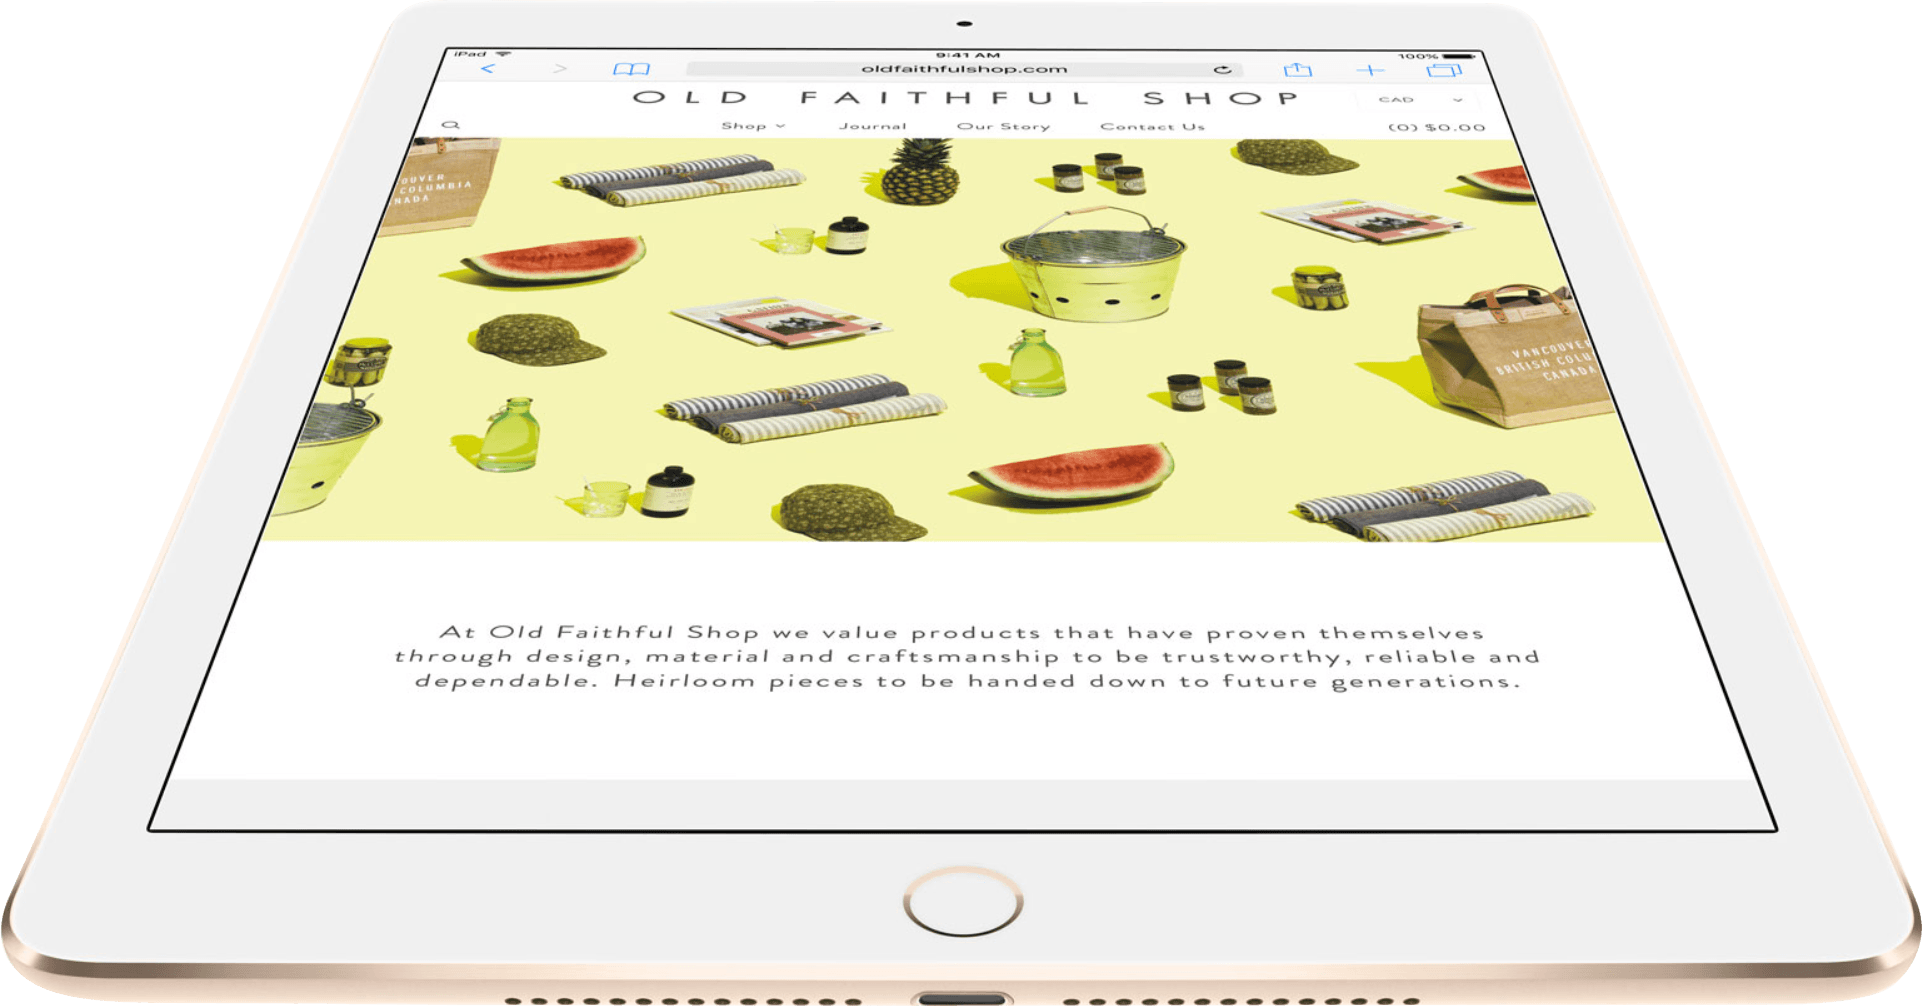 iPad
9:41 AM
100%
oldfaithfulshop.com
OLD FAITHFUL SHOP
CAD
Shop
Journal
Our Story
Contact Us
(0) $0.00
OUVER
COLUMBIA
NADA
VANCOUVER
BRITISH COLU
CANADA
At Old Faithful Shop we value products that have proven themselves
through design, material and craftsmanship to be trustworthy, reliable and
dependable. Heirloom pieces to be handed down to future generations.